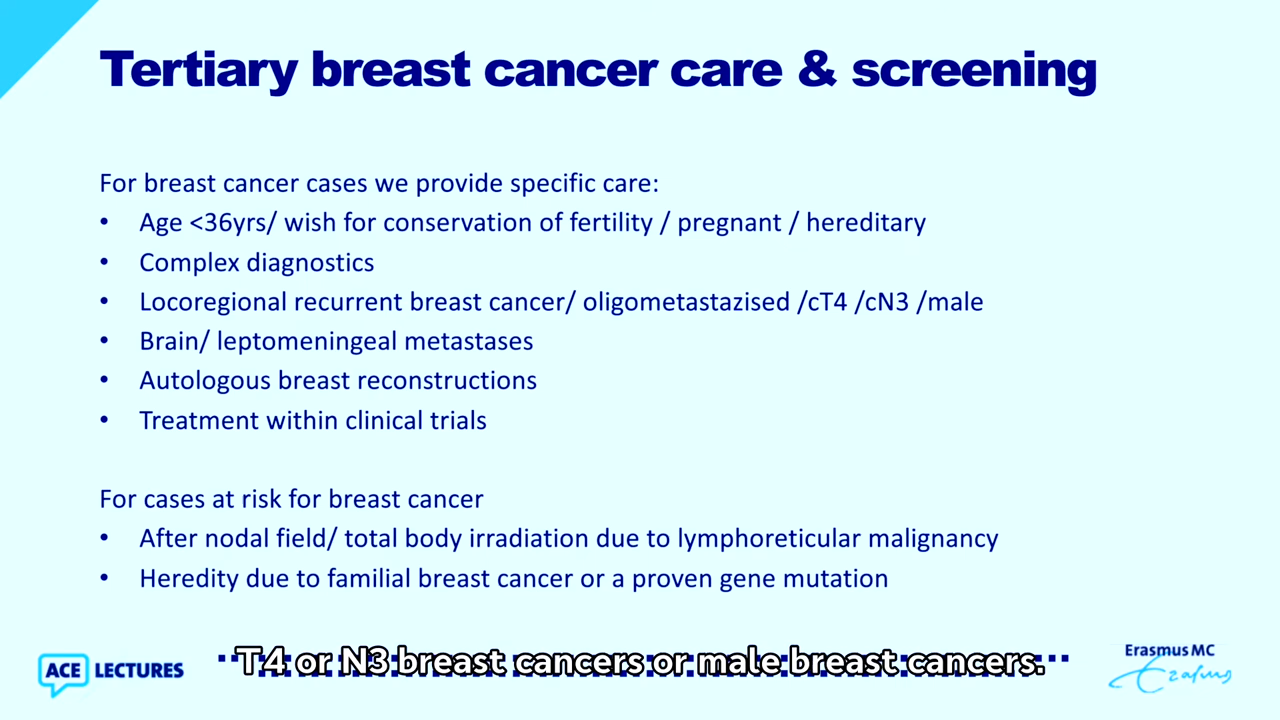 Tertiary breast cancer care & screening
For breast cancer cases we provide specific care:
• Age <36yrs/ wish for conservation of fertility / pregnant / hereditary
• Complex diagnostics
• Locoregional recurrent breast cancer/ oligometastazised /cT4 /cN3 /male
• Brain/ leptomeningeal metastases
• Autologous breast reconstructions
• Treatment within clinical trials
For cases at risk for breast cancer
• After nodal field/ total body irradiation due to lymphoreticular malignancy
• Heredity due to familial breast cancer or a proven gene mutation
T4 or N3 breast cancers or male breast cancers.
ACE LECTURES
Erasmus MC
Erasmus